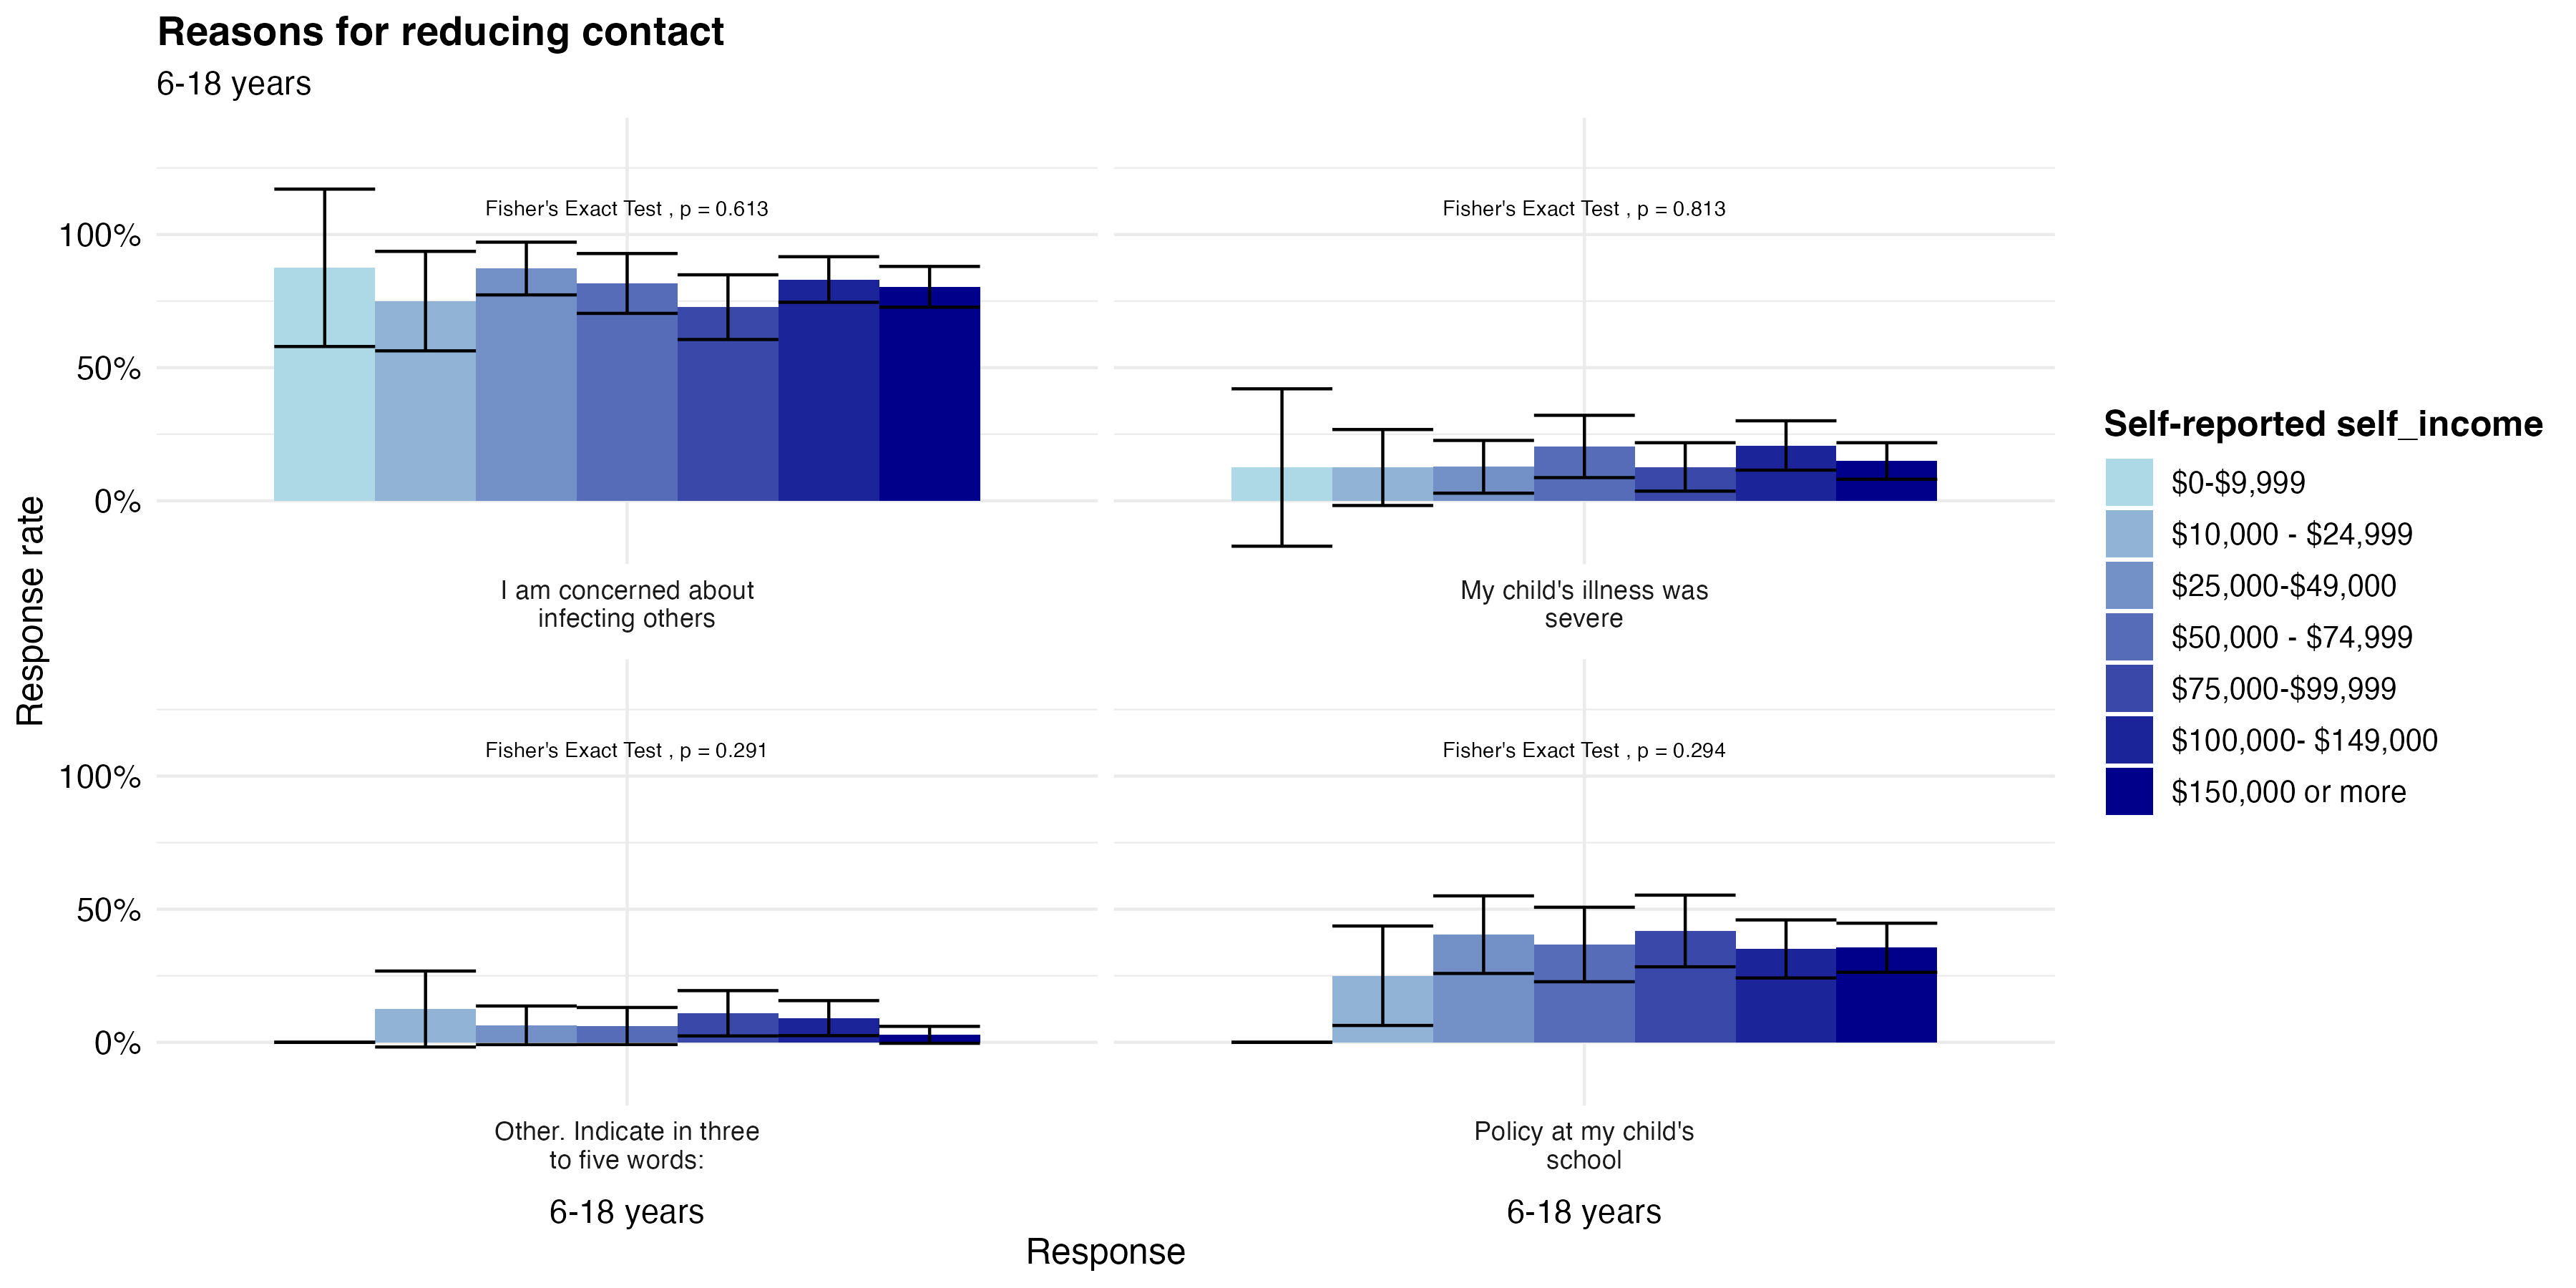 Reasons for reducing contact
6-18 years
Fisher's Exact Test , p = 0.613
Fisher's Exact Test , p = 0.813
100%
50%
0%
I am concerned about
infecting others
My child's illness was
severe
Response rate
Fisher's Exact Test , p = 0.291
Fisher's Exact Test , p = 0.294
100%
50%
0%
Other. Indicate in three
to five words:
Policy at my child's
school
6-18 years
6-18 years
Response
Self-reported self_income
$0-$9,999
$10,000 - $24,999
$25,000-$49,000
$50,000 - $74,999
$75,000-$99,999
$100,000- $149,000
$150,000 or more